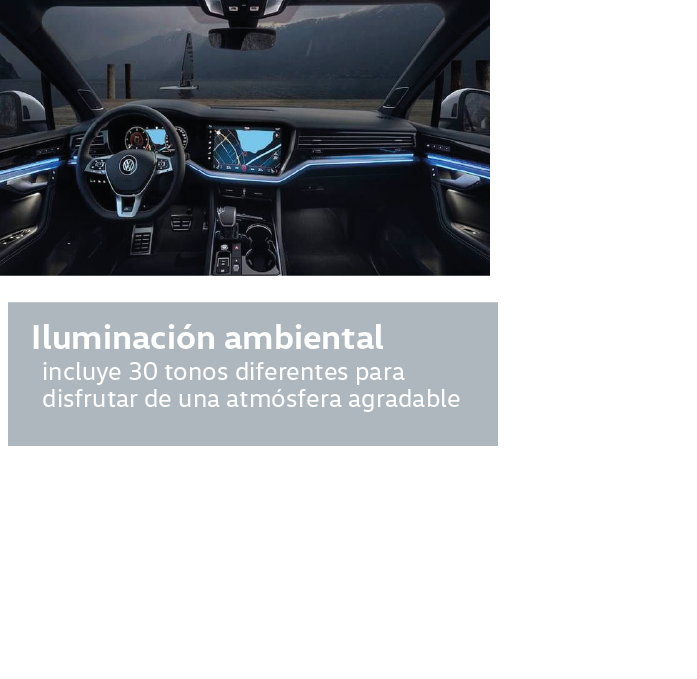 Iluminación ambiental
incluye 30 tonos diferentes para
disfrutar de una atmósfera agradable